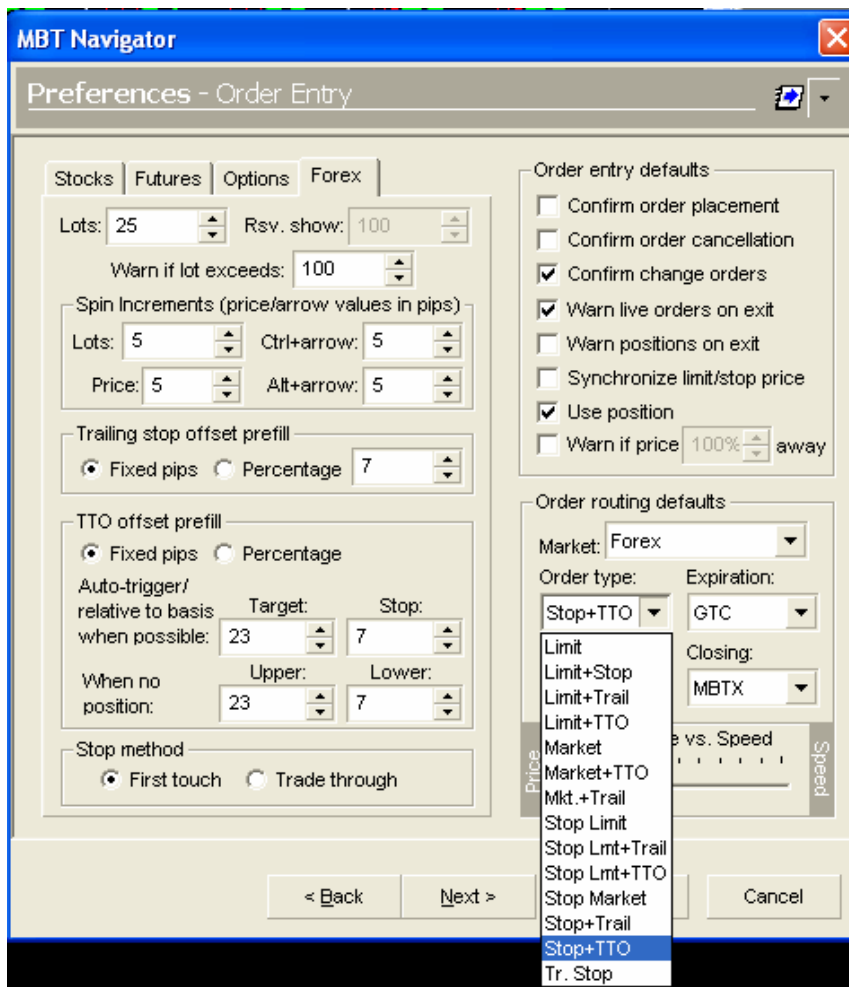 MBT Navigator
Preferences - Order Entry
Stocks Futures Options Forex
Lots: 25 Rsv. show: 100
Warn if lot exceeds: 100
Spin Increments (price/arrow values in pips)
Lots: 5 Ctrl+arrow: 5
Price: 5 Alt+arrow: 5
Trailing stop offset prefill
Fixed pips Percentage 7
TTO offset prefill
Fixed pips Percentage
Auto-trigger/
relative to basis Target: Stop:
when possible: 23 7
When no Upper: Lower:
position: 23 7
Stop method
First touch Trade through
Order entry defaults
Confirm order placement
Confirm order cancellation
Confirm change orders
Warn live orders on exit
Warn positions on exit
Synchronize limit/stop price
Use position
Warn if price 100% away
Order routing defaults
Market: Forex
Order type: Expiration:
Stop+TTO GTC
Closing:
MBTX
Limit
Limit+Stop
Limit+Trail
Limit+TTO
Market
Market+TTO
Mkt.+Trail
Stop Limit
Stop Lmt+Trail
Stop Lmt+TTO
Stop Market
Stop+Trail
Stop+TTO
Tr. Stop
vs. Speed
Price
Speed
< Back Next > Cancel